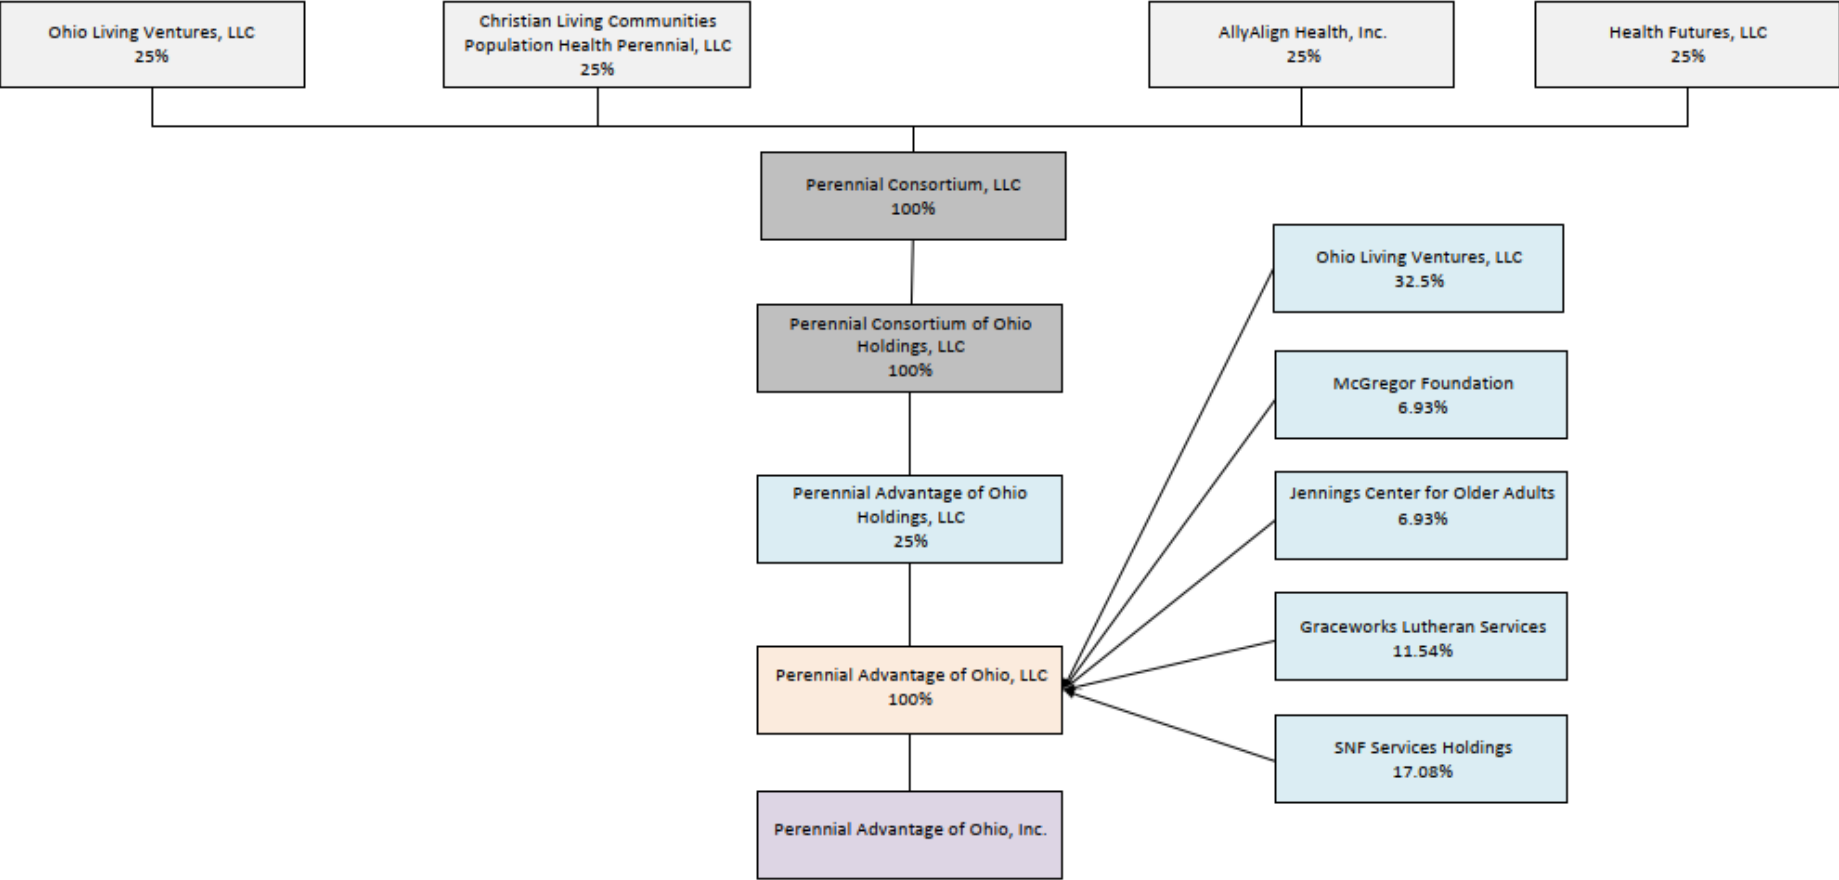 Ohio Living Ventures, LLC
25%
Christian Living Communities
Population Health Perennial, LLC
25%
AllyAlign Health, Inc.
25%
Health Futures, LLC
25%
Perennial Consortium, LLC
100%
Ohio Living Ventures, LLC
32.5%
Perennial Consortium of Ohio
Holdings, LLC
100%
McGregor Foundation
6.93%
Perennial Advantage of Ohio
Holdings, LLC
25%
Jennings Center for Older Adults
6.93%
Graceworks Lutheran Services
11.54%
Perennial Advantage of Ohio, LLC
100%
SNF Services Holdings
17.08%
Perennial Advantage of Ohio, Inc.